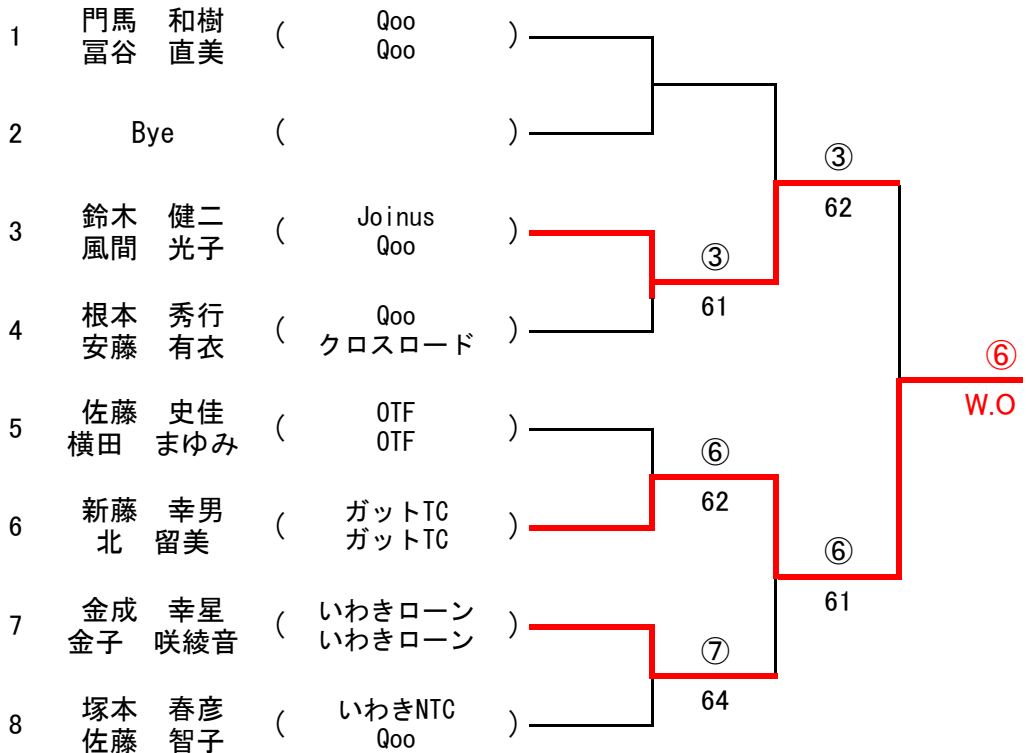 1 門馬 和樹 ( Qoo )
冨谷 直美 Qoo
2 Bye ( )
3 鈴木 健二 ( Joinus )
風間 光子 Qoo
4 根本 秀行 ( Qoo )
安藤 有衣 クロスロード
5 佐藤 史佳 ( OTF )
横田 まゆみ OTF
6 新藤 幸男 ( ガットTC )
北 留美 ガットTC
7 金成 幸星 ( いわきローン )
金子 咲綾音 いわきローン
8 塚本 春彦 ( いわきNTC )
佐藤 智子 Qoo
③
61
⑥
62
⑦
64
③
62
⑥
61
⑥
W.O